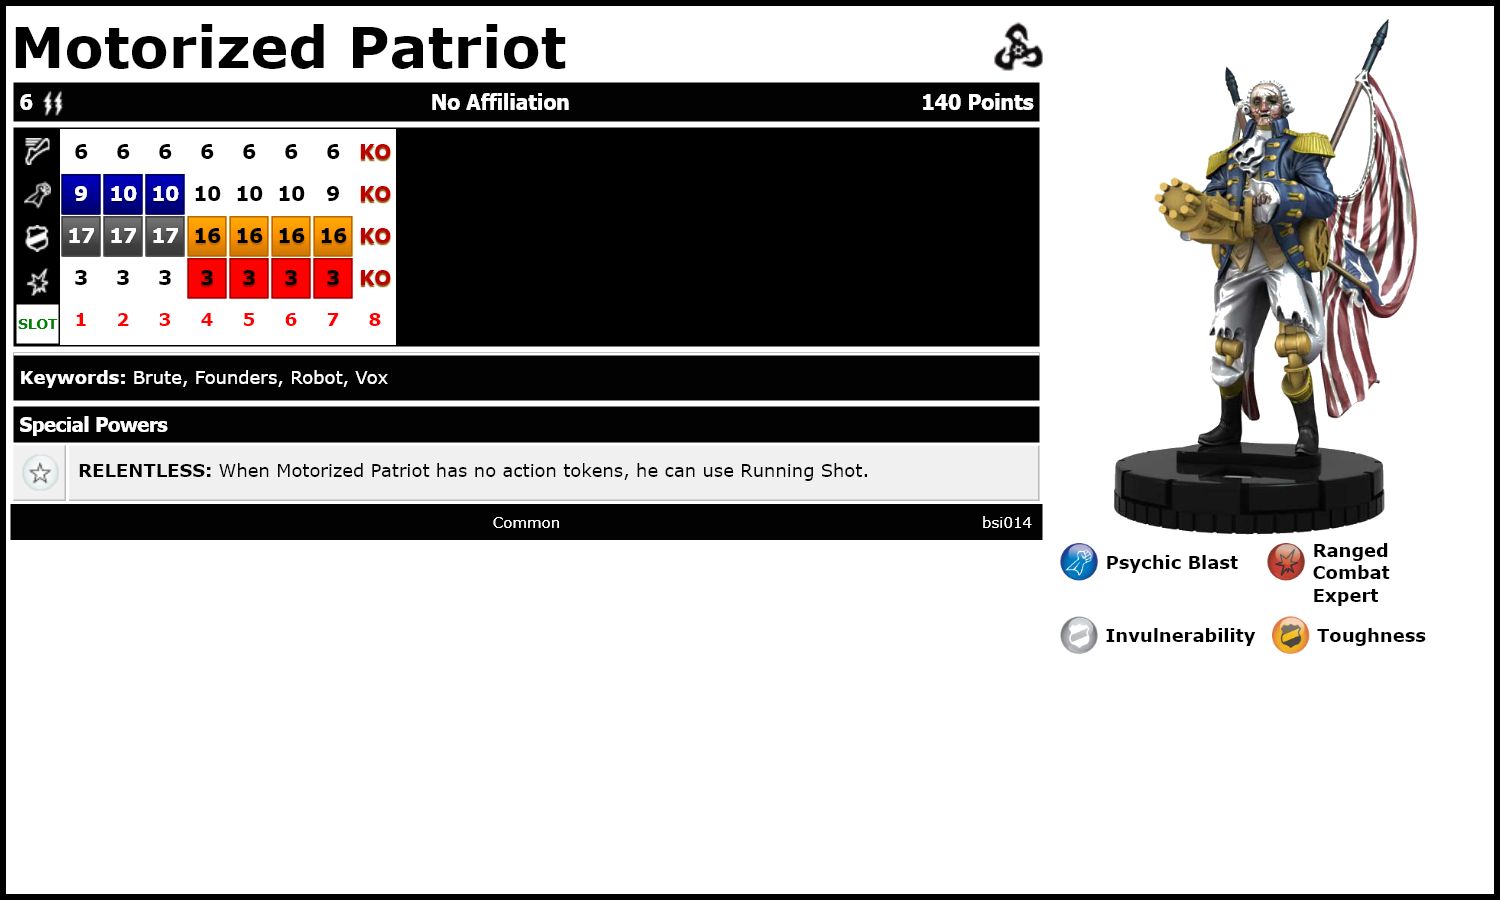 Motorized Patriot
6 No Affiliation 140 Points
6 6 6 6 6 6 6 KO
9 10 10 10 10 10 9 KO
17 17 17 16 16 16 16 KO
3 3 3 3 3 3 3 KO
SLOT 1 2 3 4 5 6 7 8
Keywords: Brute, Founders, Robot, Vox
Special Powers
RELENTLESS: When Motorized Patriot has no action tokens, he can use Running Shot.
Common bsi014
Psychic Blast
Ranged
Combat
Expert
Invulnerability
Toughness